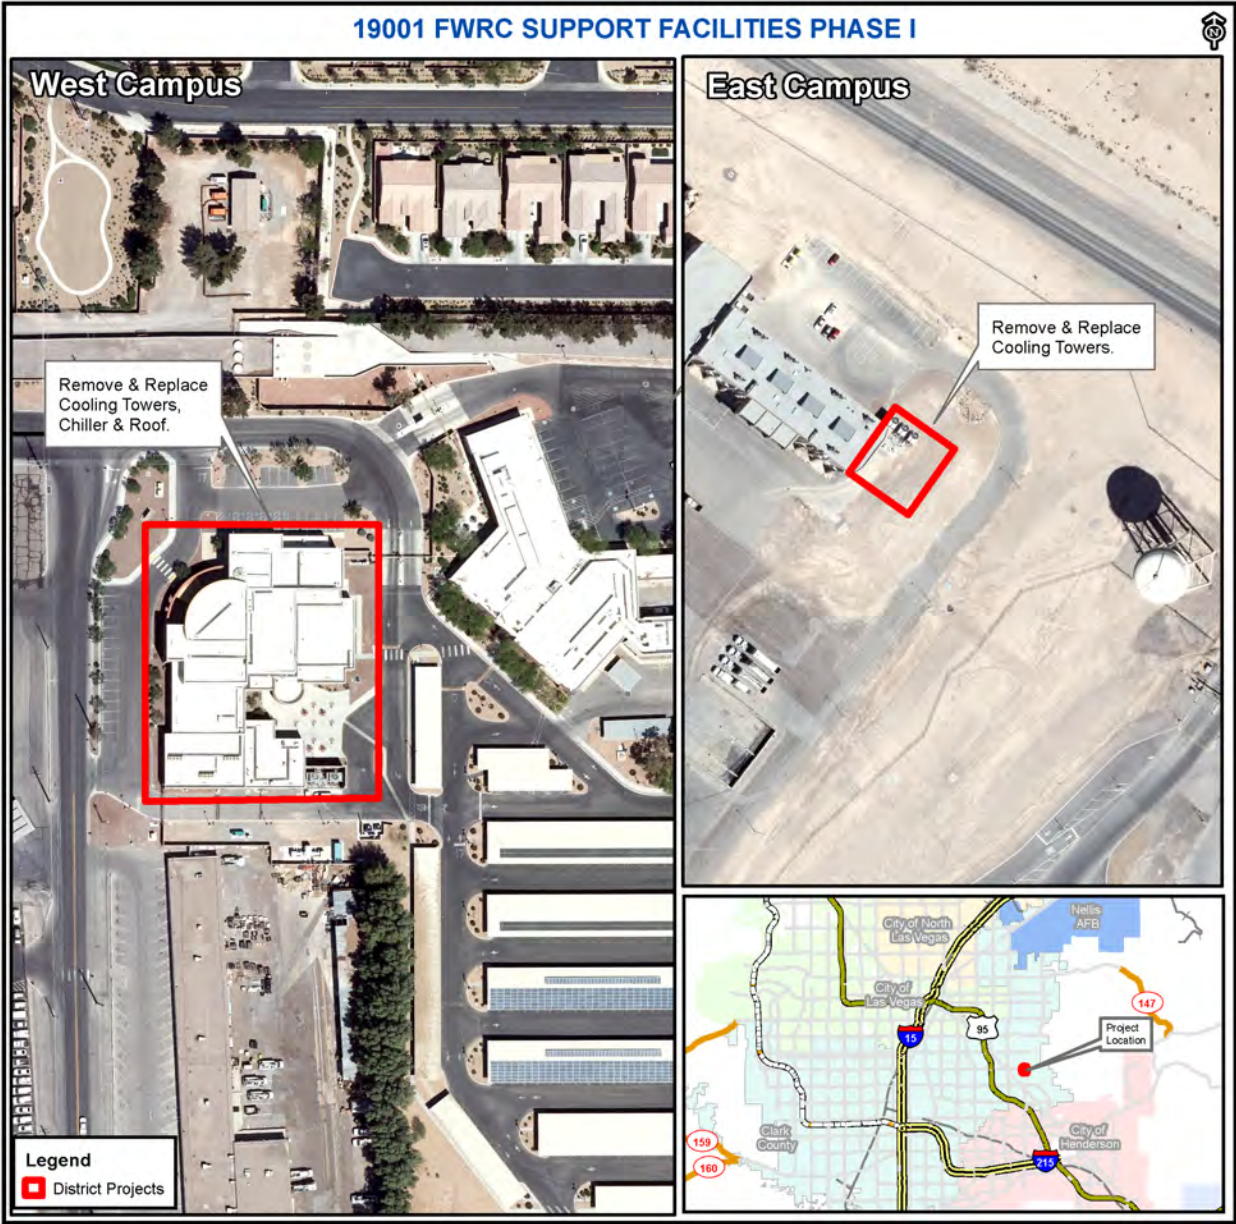 19001 FWRC SUPPORT FACILITIES PHASE I
N
West Campus
East Campus
Remove & Replace
Cooling Towers.
Remove & Replace
Cooling Towers,
Chiller & Roof.
Legend
District Projects
City of North
Las Vegas
Nellis
AFB
City of
Las Vegas
147
95
15
Project
Location
Clark
County
City of
Henderson
159
160
215